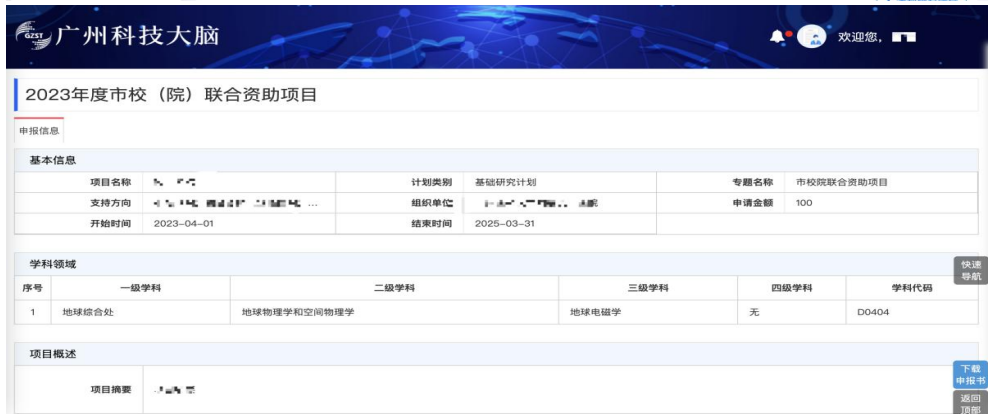 GZST 广州科技大脑
欢迎您,
2023年度市校（院）联合资助项目
申报信息
基本信息
项目名称 计划类别 基础研究计划 专题名称 市校院联合资助项目
支持方向 ... 组织单位 申请金额 100
开始时间 2023-04-01 结束时间 2025-03-31
学科领域
快速
导航
序号 一级学科 二级学科 三级学科 四级学科 学科代码
1 地球综合处 地球物理学和空间物理学 地球电磁学 无 D0404
项目概述
下载
申报书
项目摘要
返回
顶部